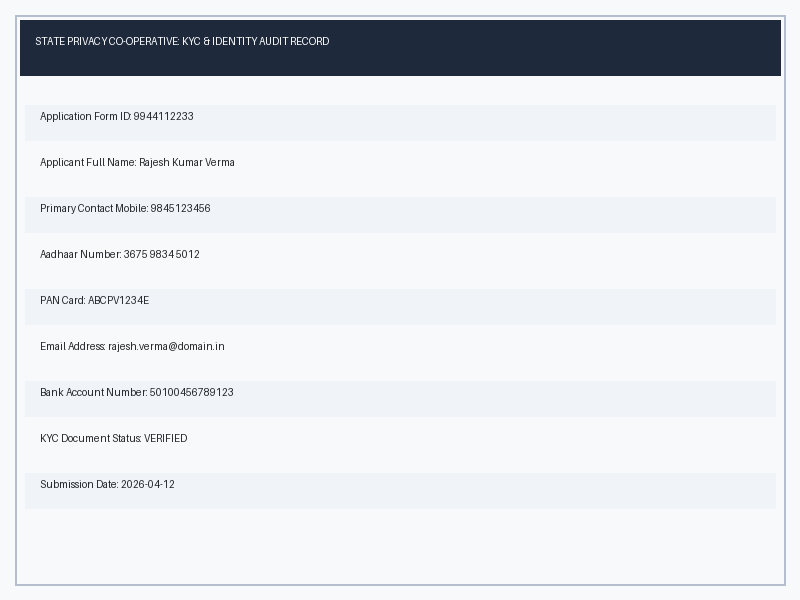 STATE PRIVACY CO-OPERATIVE: KYC & IDENTITY AUDIT RECORD
Application Form ID: 9944112233
Applicant Full Name: Rajesh Kumar Verma
Primary Contact Mobile: 9845123456
Aadhaar Number: 3675 9834 5012
PAN Card: ABCPV1234E
Email Address: rajesh.verma@domain.in
Bank Account Number: 50100456789123
KYC Document Status: VERIFIED
Submission Date: 2026-04-12